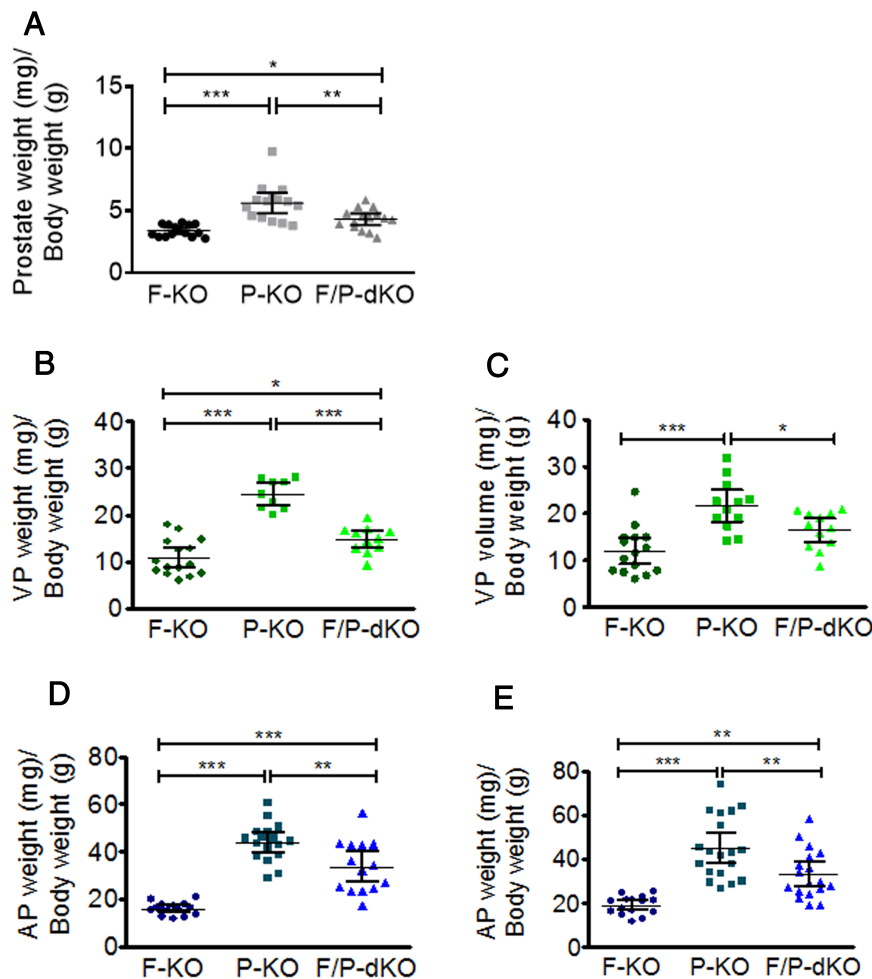 A
Prostate weight (mg)/
Body weight (g)
15
10
5
0
*
***
**
F-KO
P-KO
F/P-dKO
B
VP weight (mg)/
Body weight (g)
40
30
20
10
0
*
***
***
F-KO
P-KO
F/P-dKO
C
VP volume (mg)/
Body weight (g)
40
30
20
10
0
***
*
F-KO
P-KO
F/P-dKO
D
AP weight (mg)/
Body weight (g)
80
60
40
20
0
***
***
**
F-KO
P-KO
F/P-dKO
E
AP weight (mg)/
Body weight (g)
80
60
40
20
0
**
***
**
F-KO
P-KO
F/P-dKO